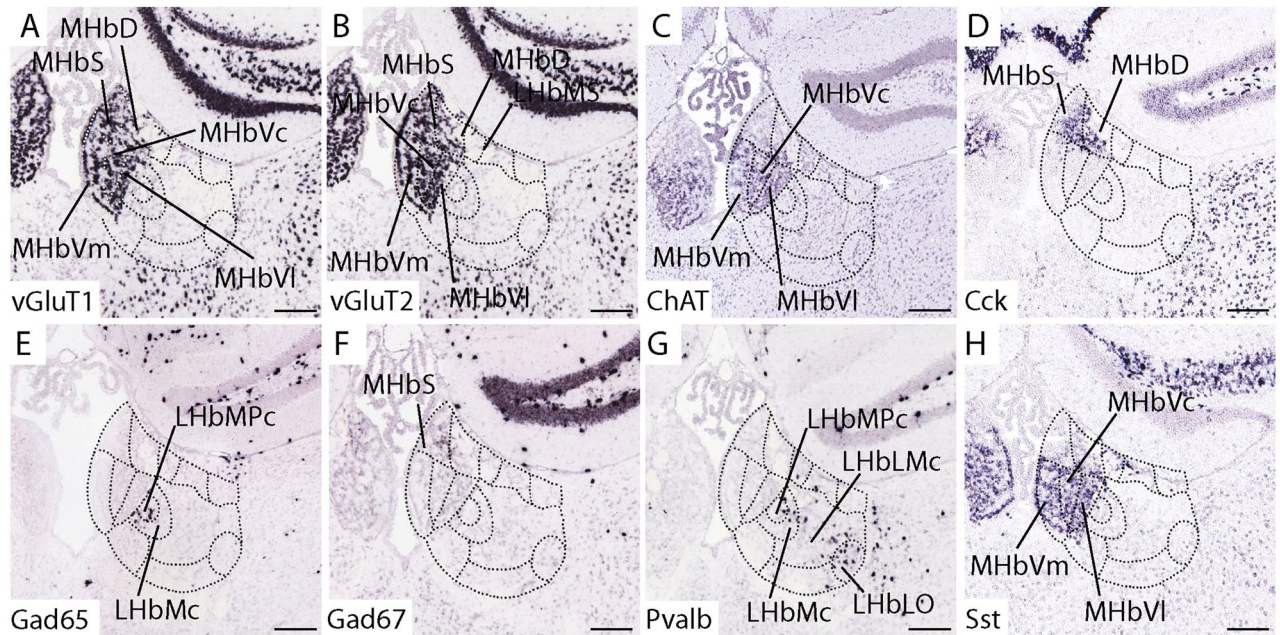 A
MHbD
MHbS
MHbVc
MHbVm
MHbVl
vGluT1
B
MHbS
MHbD
MHbVc
LHbMS
MHbVm
MHbVl
vGluT2
C
MHbVc
MHbVm
MHbVl
ChAT
D
MHbS
MHbD
Cck
E
LHbMPc
LHbMc
Gad65
F
MHbS
Gad67
G
LHbMPc
LHbLMc
LHbMc
LHbLO
Pvalb
H
MHbVc
MHbVm
MHbVl
Sst